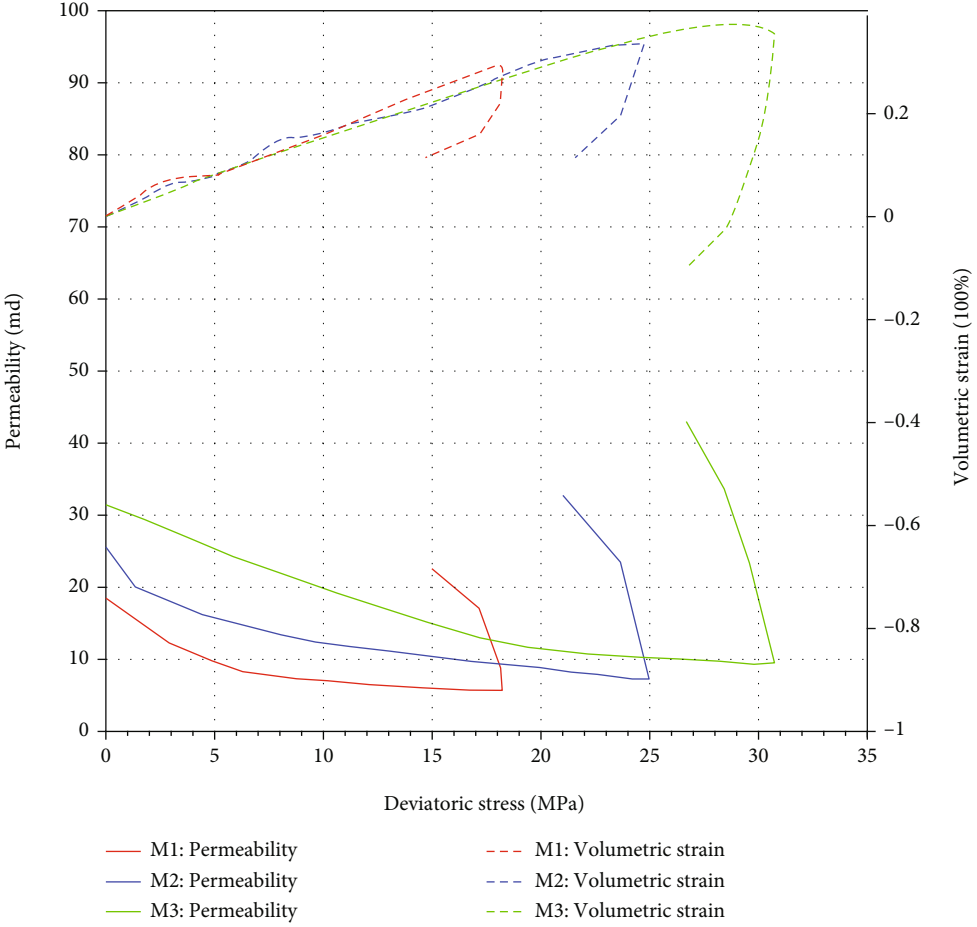 100
90
80
70
60
50
40
30
20
10
0
Permeability (md)
0.2
0
−0.2
−0.4
−0.6
−0.8
−1
Volumetric strain (100%)
0 5 10 15 20 25 30 35
Deviatoric stress (MPa)
M1: Permeability
M2: Permeability
M3: Permeability
M1: Volumetric strain
M2: Volumetric strain
M3: Volumetric strain